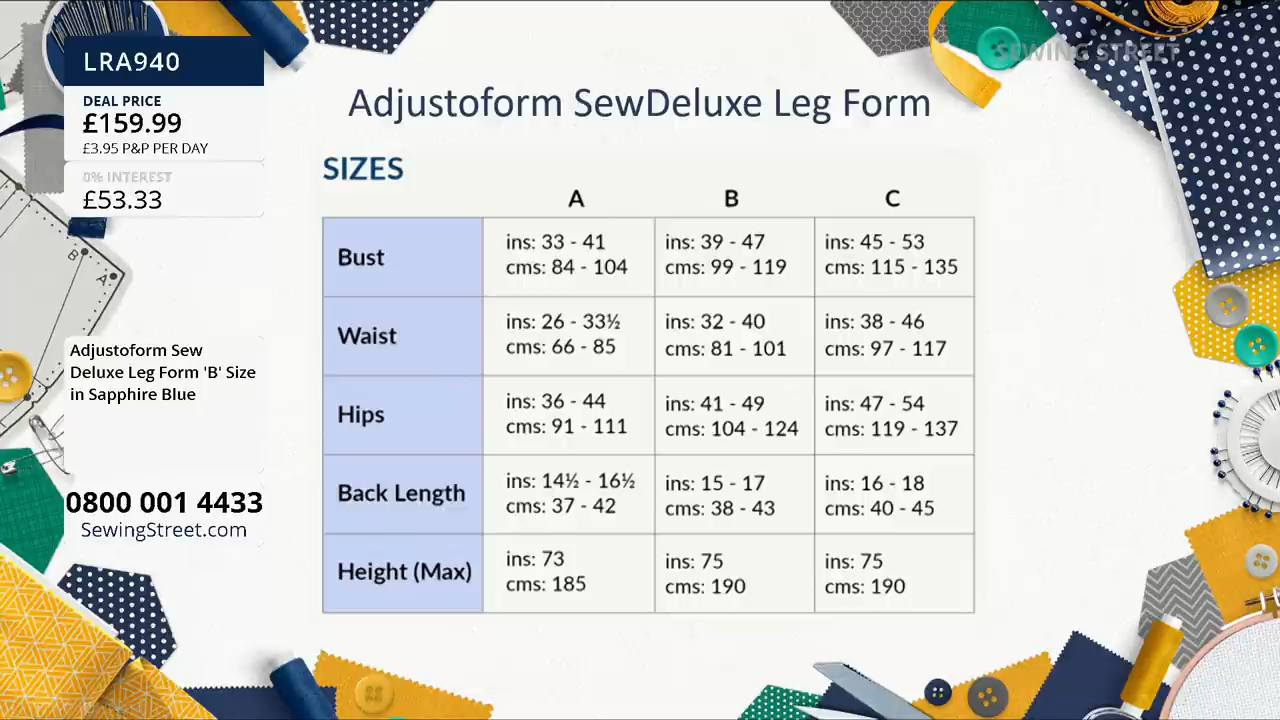 LRA940
DEAL PRICE
£159.99
£3.95 P&P PER DAY
0% INTEREST
£53.33
Adjustoform Sew
Deluxe Leg Form 'B' Size
in Sapphire Blue
0800 001 4433
SewingStreet.com
SEWING STREET
Adjustoform SewDeluxe Leg Form
SIZES
A B C
Bust
ins: 33 - 41
cms: 84 - 104
ins: 39 - 47
cms: 99 - 119
ins: 45 - 53
cms: 115 - 135
Waist
ins: 26 - 33½
cms: 66 - 85
ins: 32 - 40
cms: 81 - 101
ins: 38 - 46
cms: 97 - 117
Hips
ins: 36 - 44
cms: 91 - 111
ins: 41 - 49
cms: 104 - 124
ins: 47 - 54
cms: 119 - 137
Back Length
ins: 14½ - 16½
cms: 37 - 42
ins: 15 - 17
cms: 38 - 43
ins: 16 - 18
cms: 40 - 45
Height (Max)
ins: 73
cms: 185
ins: 75
cms: 190
ins: 75
cms: 190
B
A